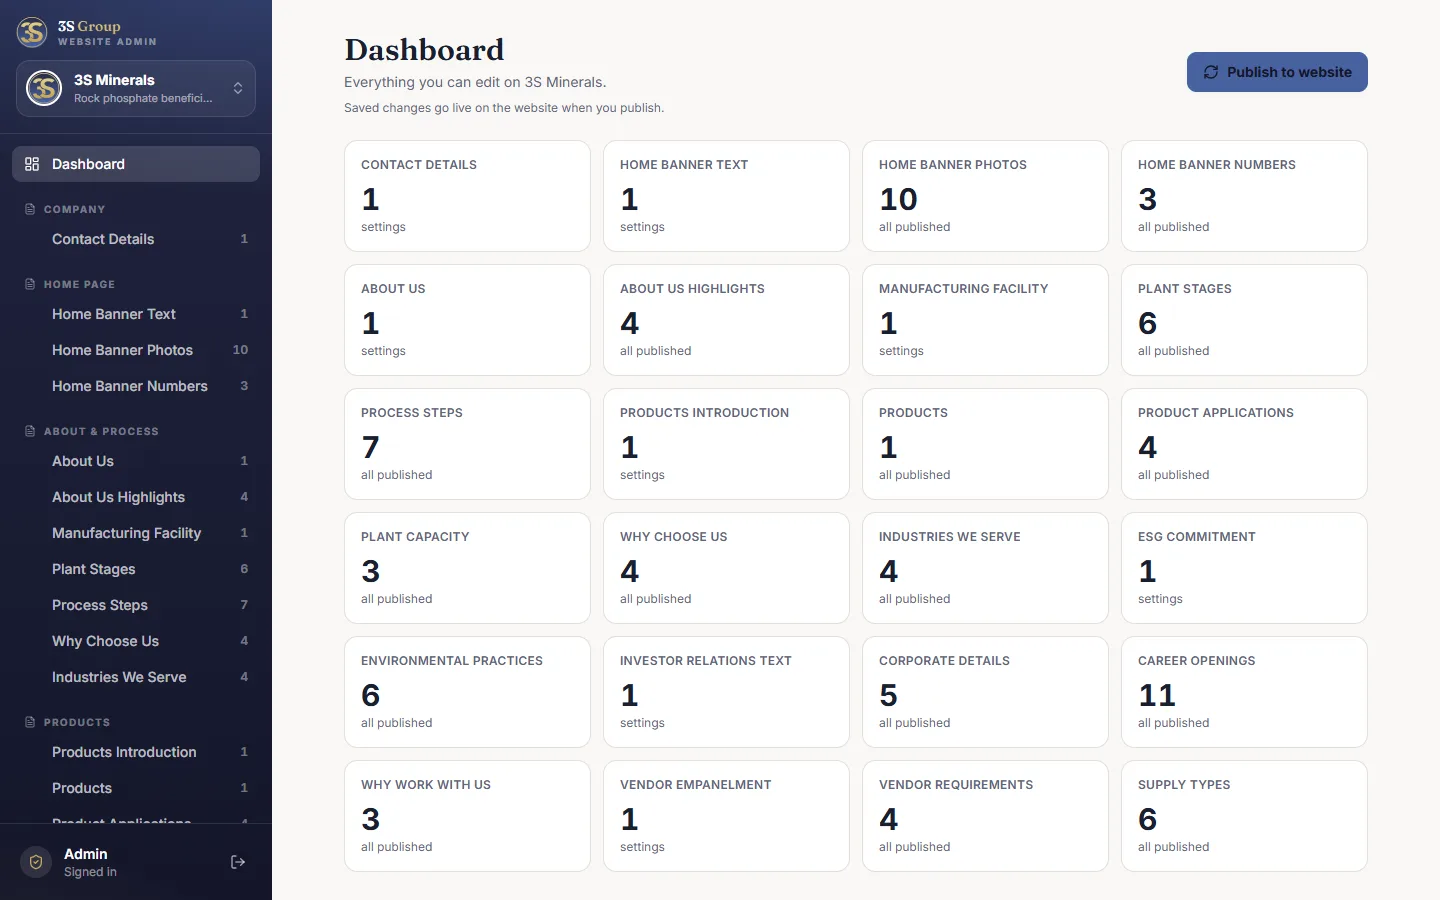 3S Group
WEBSITE ADMIN
3S Minerals
Rock phosphate benefici...
Dashboard
COMPANY
Contact Details 1
HOME PAGE
Home Banner Text 1
Home Banner Photos 10
Home Banner Numbers 3
ABOUT & PROCESS
About Us 1
About Us Highlights 4
Manufacturing Facility 1
Plant Stages 6
Process Steps 7
Why Choose Us 4
Industries We Serve 4
PRODUCTS
Products Introduction 1
Products 1
Product Applications 4
Admin
Signed in
Dashboard
Everything you can edit on 3S Minerals.
Saved changes go live on the website when you publish.
Publish to website
CONTACT DETAILS
1
settings
HOME BANNER TEXT
1
settings
HOME BANNER PHOTOS
10
all published
HOME BANNER NUMBERS
3
all published
ABOUT US
1
settings
ABOUT US HIGHLIGHTS
4
all published
MANUFACTURING FACILITY
1
settings
PLANT STAGES
6
all published
PROCESS STEPS
7
all published
PRODUCTS INTRODUCTION
1
settings
PRODUCTS
1
all published
PRODUCT APPLICATIONS
4
all published
PLANT CAPACITY
3
all published
WHY CHOOSE US
4
all published
INDUSTRIES WE SERVE
4
all published
ESG COMMITMENT
1
settings
ENVIRONMENTAL PRACTICES
6
all published
INVESTOR RELATIONS TEXT
1
settings
CORPORATE DETAILS
5
all published
CAREER OPENINGS
11
all published
WHY WORK WITH US
3
all published
VENDOR EMPANELMENT
1
settings
VENDOR REQUIREMENTS
4
all published
SUPPLY TYPES
6
all published